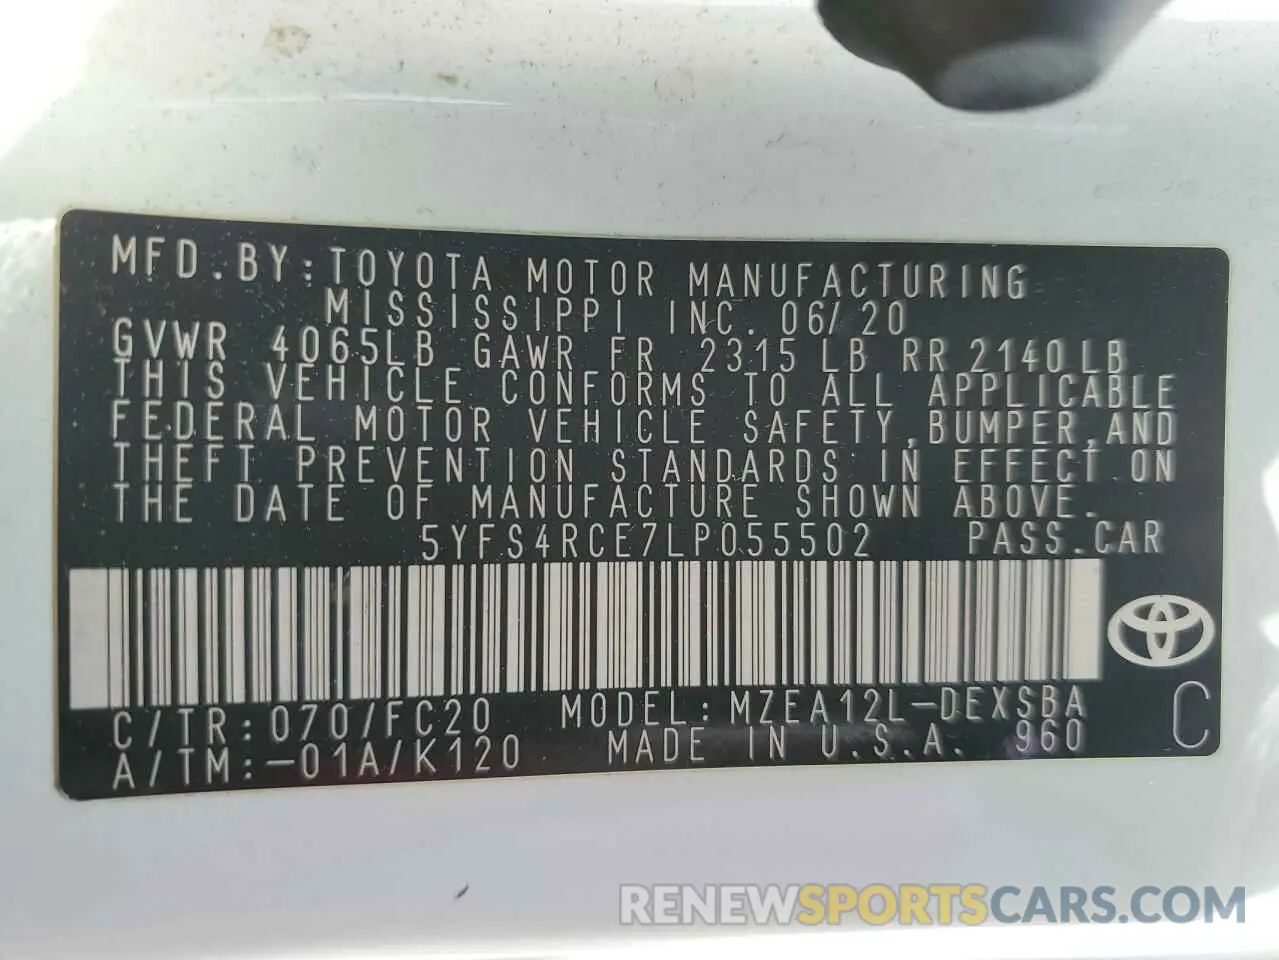 MFD.BY:TOYOTA MOTOR MANUFACTURING
MISSISSIPPI INC. 06/20
GVWR 4065LB GAWR FR 2315LB RR 2140LB
THIS VEHICLE CONFORMS TO ALL APPLICABLE
FEDERAL MOTOR VEHICLE SAFETY,BUMPER,AND
THEFT PREVENTION STANDARDS IN EFFECT ON
THE DATE OF MANUFACTURE SHOWN ABOVE.
5YFS4RCE7LP055502 PASS.CAR
C/TR:070/FC20 MODEL:MZEA12L-DEXSBA
A/TM:-01A/K120 MADE IN U.S.A. 960
C
RENEWSPORTSCARS.COM